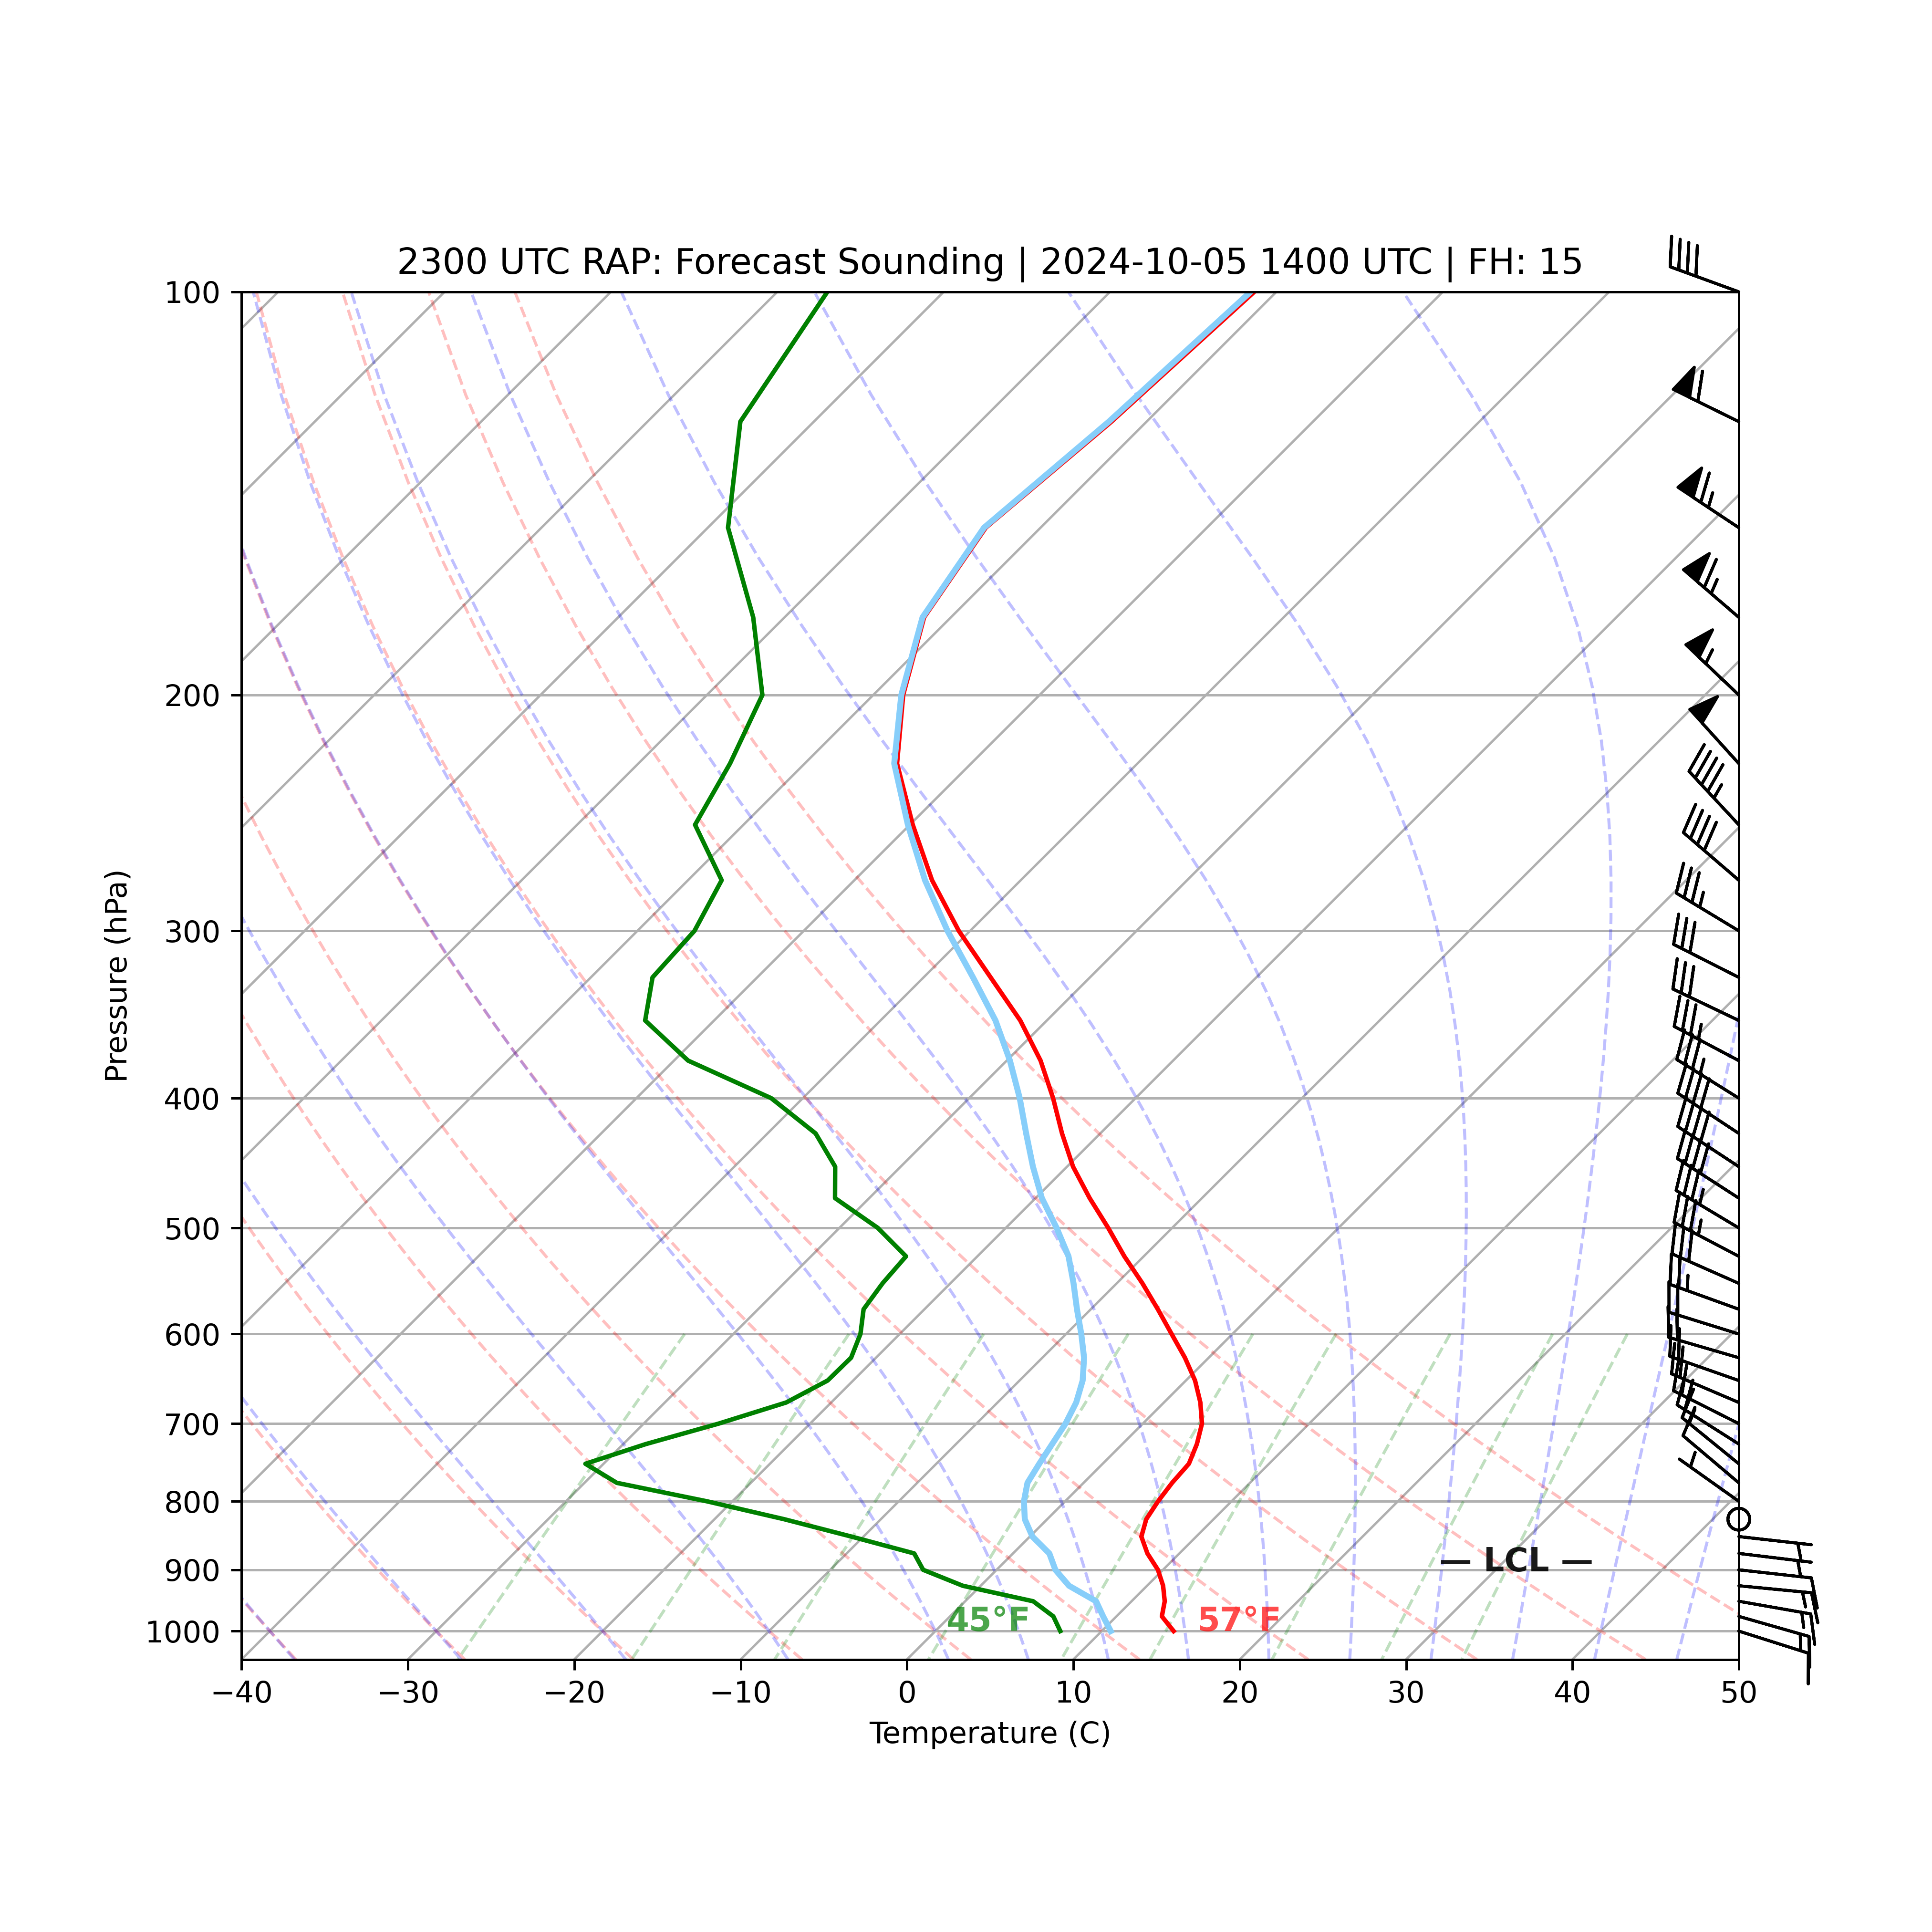 2300 UTC RAP: Forecast Sounding | 2024-10-05 1400 UTC | FH: 15
100
200
300
400
500
600
700
800
900
1000
Pressure (hPa)
— LCL —
45°F
57°F
−40 −30 −20 −10 0 10 20 30 40 50
Temperature (C)